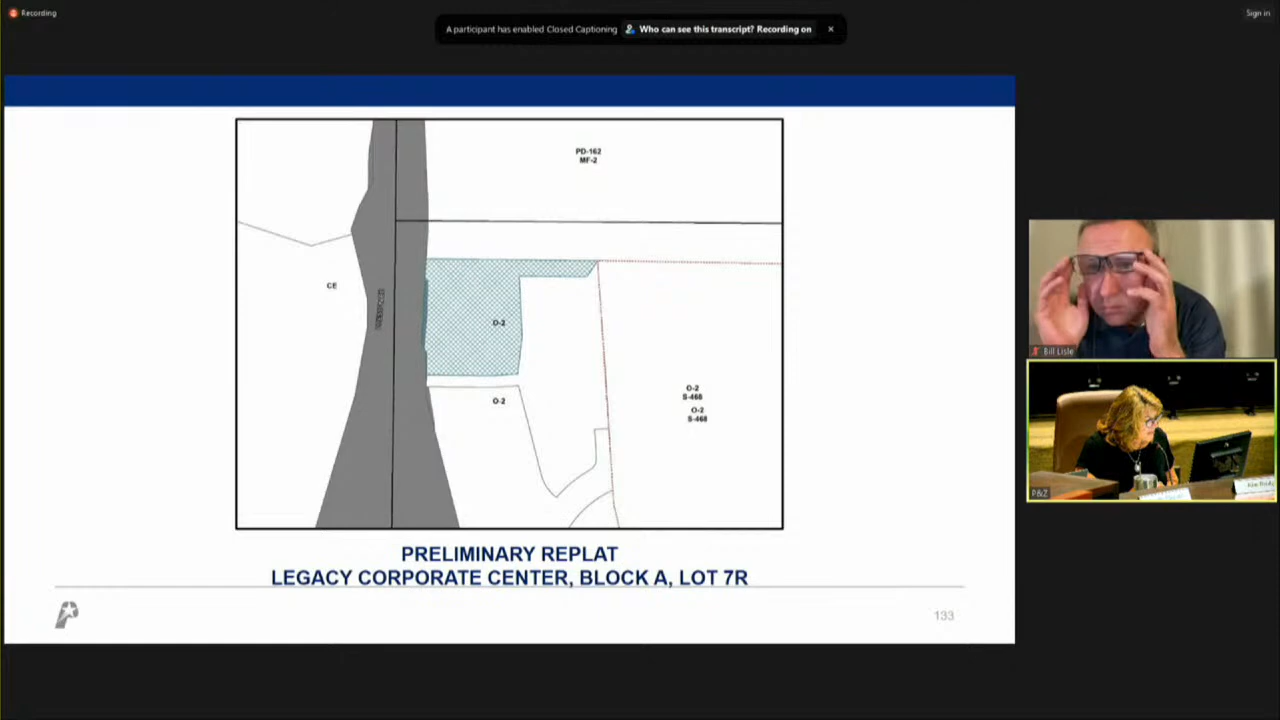 Recording
A participant has enabled Closed Captioning
Who can see this transcript? Recording on
Sign in
PD-162
MF-2
CE
O-2
O-2
O-2
S-468
O-2
S-468
PRELIMINARY REPLAT
LEGACY CORPORATE CENTER, BLOCK A, LOT 7R
133
Bill Lisle
P&Z